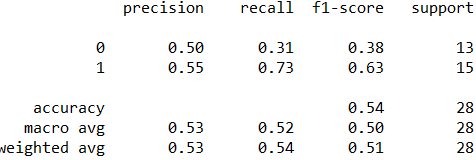 precision recall f1-score support
0 0.50 0.31 0.38 13
1 0.55 0.73 0.63 15
accuracy 0.54 28
macro avg 0.53 0.52 0.50 28
weighted avg 0.53 0.54 0.51 28